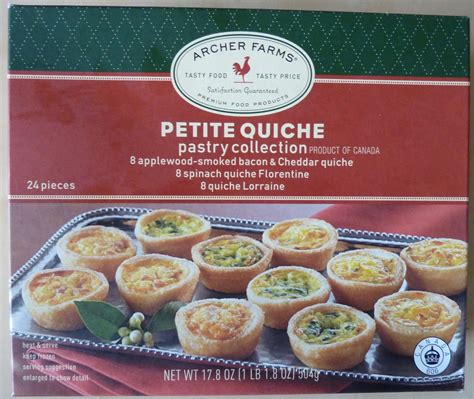 ARCHER FARMS®
TASTY FOOD TASTY PRICE
Satisfaction Guaranteed
PREMIUM FOOD PRODUCTS
PETITE QUICHE
pastry collection PRODUCT OF CANADA
8 applewood-smoked bacon & Cheddar quiche
8 spinach quiche Florentine
8 quiche Lorraine
24 pieces
heat & serve
keep frozen
serving suggestion
enlarged to show detail
CANADA
NET WT 17.8 OZ (1 LB 1.8 OZ) 504g